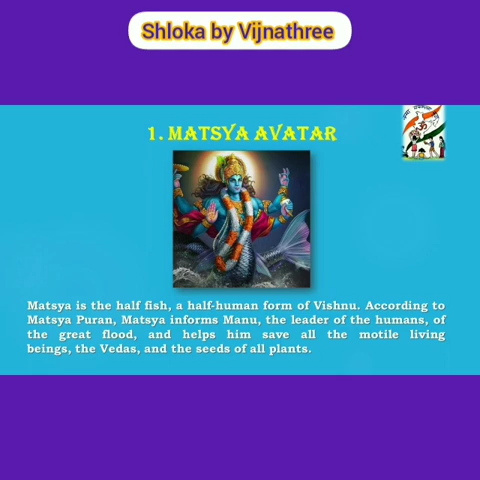 Shloka by Vijnathree
1. MATSYA AVATAR
Matsya is the half fish, a half-human form of Vishnu. According to
Matsya Puran, Matsya informs Manu, the leader of the humans, of
the great flood, and helps him save all the motile living
beings, the Vedas, and the seeds of all plants.